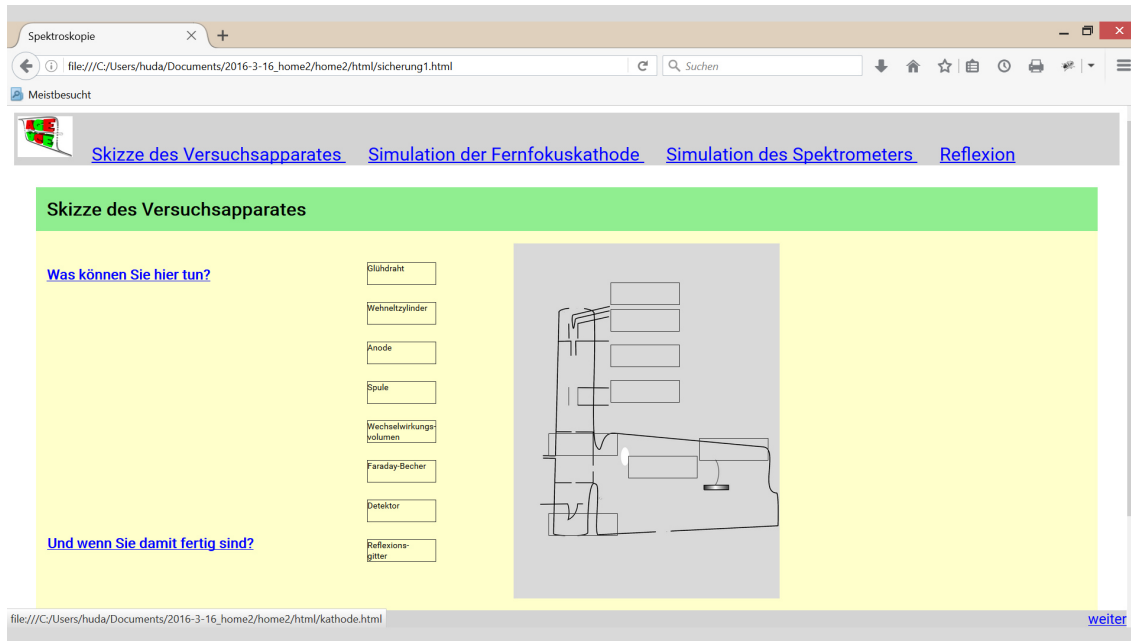 Spektroskopie
file:///C:/Users/huda/Documents/2016-3-16_home2/home2/html/sicherung1.html
Suchen
Meistbesucht
Skizze des Versuchsapparates Simulation der Fernfokuskathode Simulation des Spektrometers Reflexion
Skizze des Versuchsapparates
Was können Sie hier tun?
Glühdraht
Wehneltzylinder
Anode
Spule
Wechselwirkungs-
volumen
Faraday-Becher
Detektor
Und wenn Sie damit fertig sind?
Reflexions-
gitter
file:///C:/Users/huda/Documents/2016-3-16_home2/home2/html/kathode.html
weiter